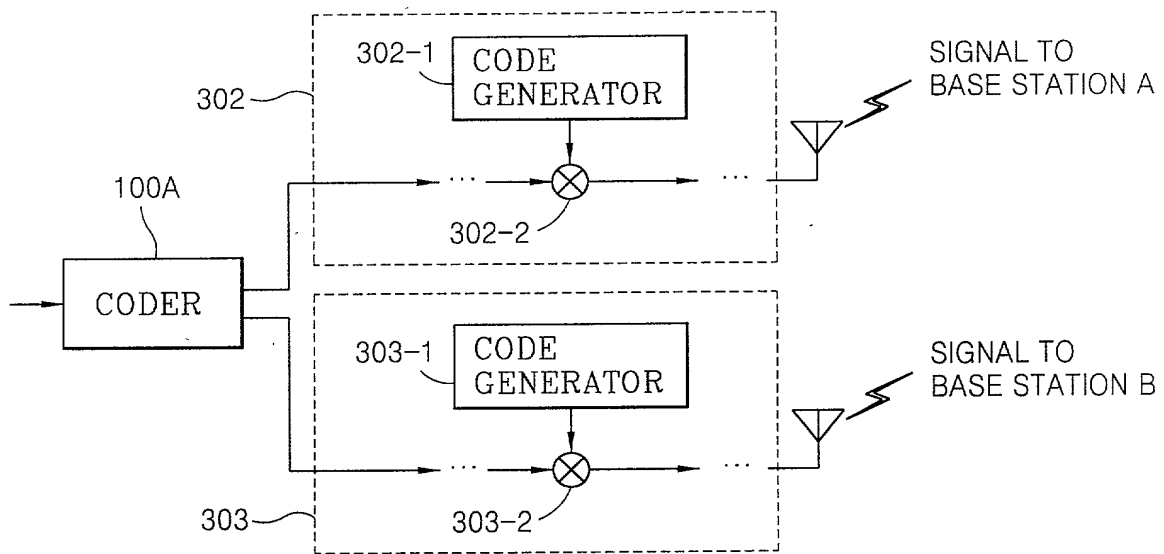 302-1
CODE
GENERATOR
SIGNAL TO
BASE STATION A
302
...
...
302-2
100A
CODER
303-1
CODE
GENERATOR
SIGNAL TO
BASE STATION B
...
...
303-2
303